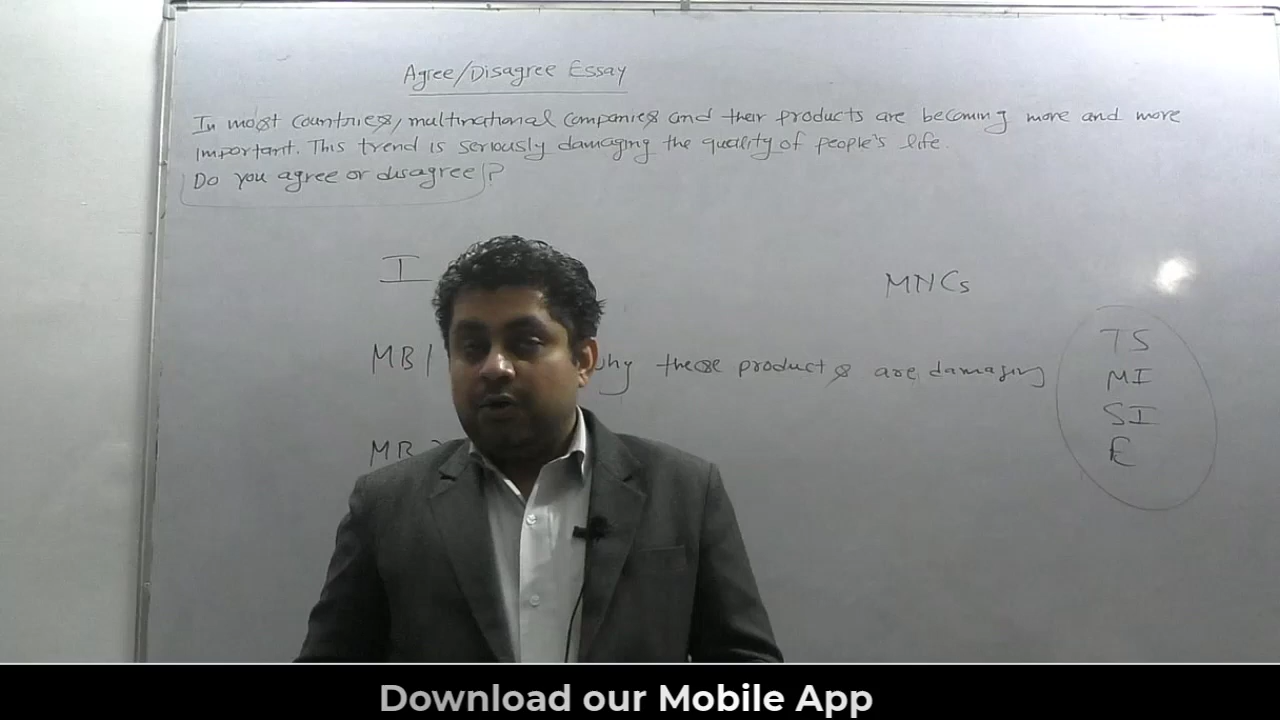 Agree/Disagree Essay
In most countries, multinational companies and their products are becoming more and more
important. This trend is seriously damaging the quality of people's life.
Do you agree or disagree?
I
MNCs
MB1
why these products are damaging
TS
MI
SI
E
MB
Download our Mobile App